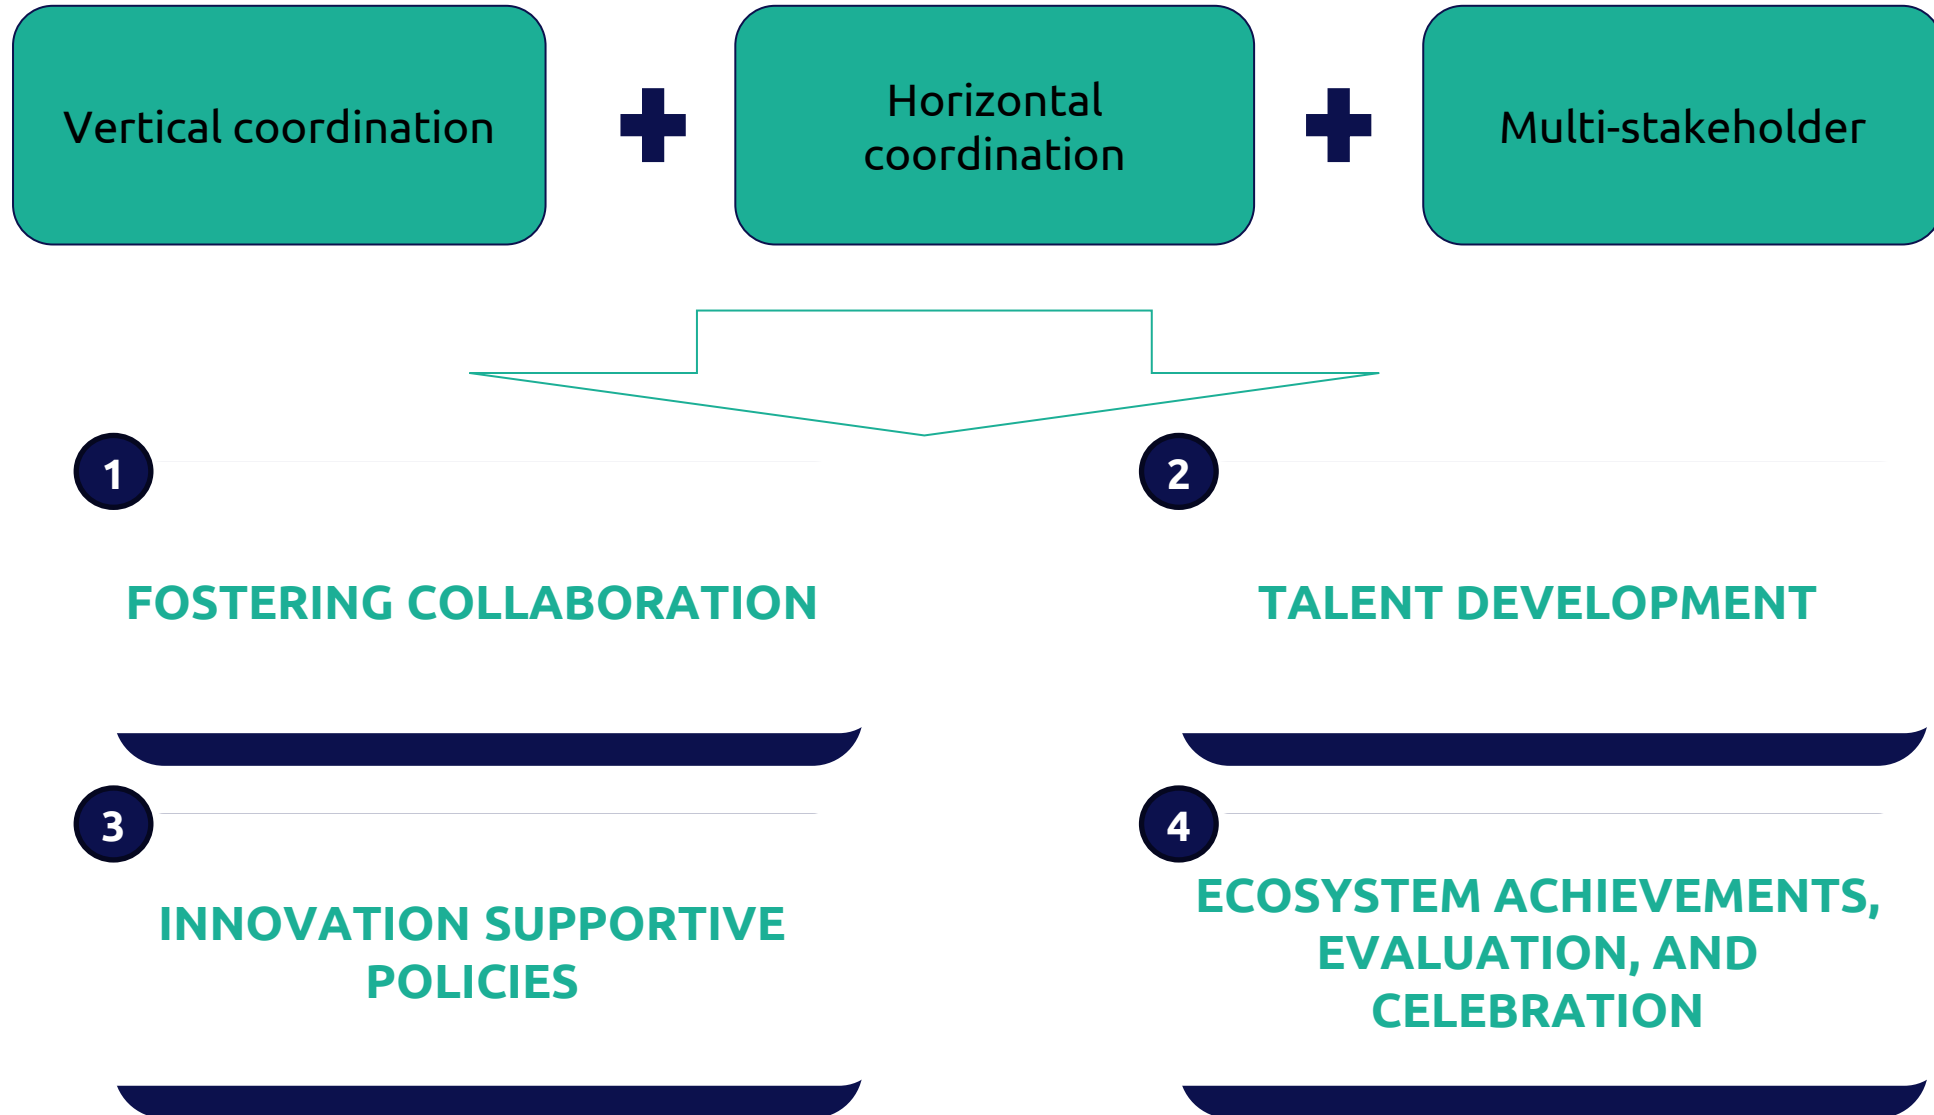 Vertical coordination
Horizontal
coordination
Multi-stakeholder
1
FOSTERING COLLABORATION
2
TALENT DEVELOPMENT
3
INNOVATION SUPPORTIVE
POLICIES
4
ECOSYSTEM ACHIEVEMENTS,
EVALUATION, AND
CELEBRATION